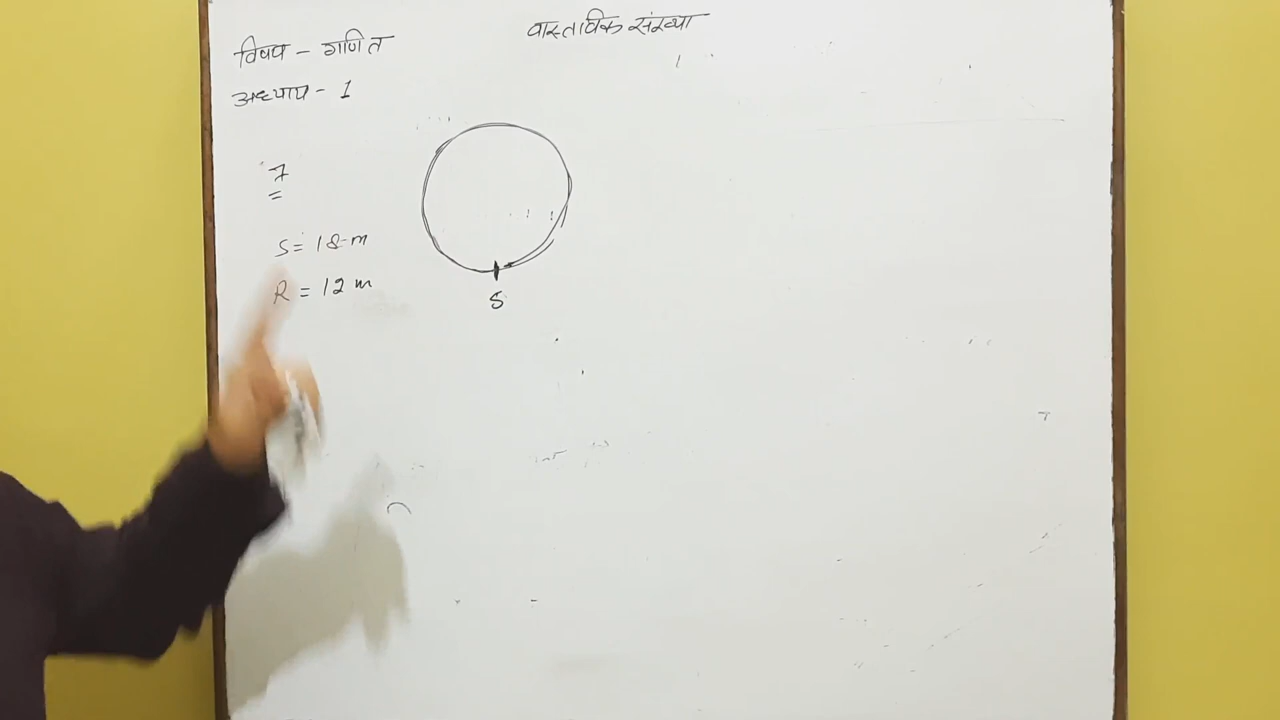 वास्तविक संख्या
विषय - गणित
अध्याय - 1
7
S = 18 m
R = 12 m
S